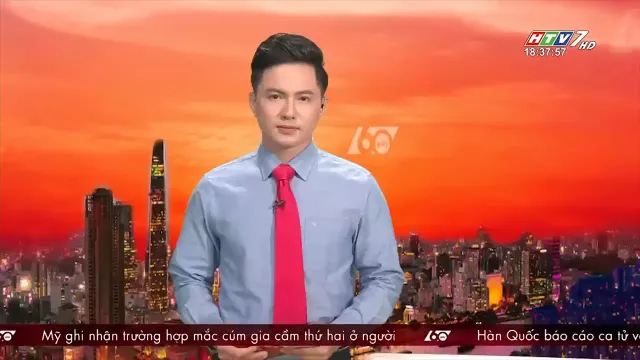 HTV7 HD
18:37:57
60
Mỹ ghi nhận trường hợp mắc cúm gia cầm thứ hai ở người
60
Hàn Quốc báo cáo ca tử v